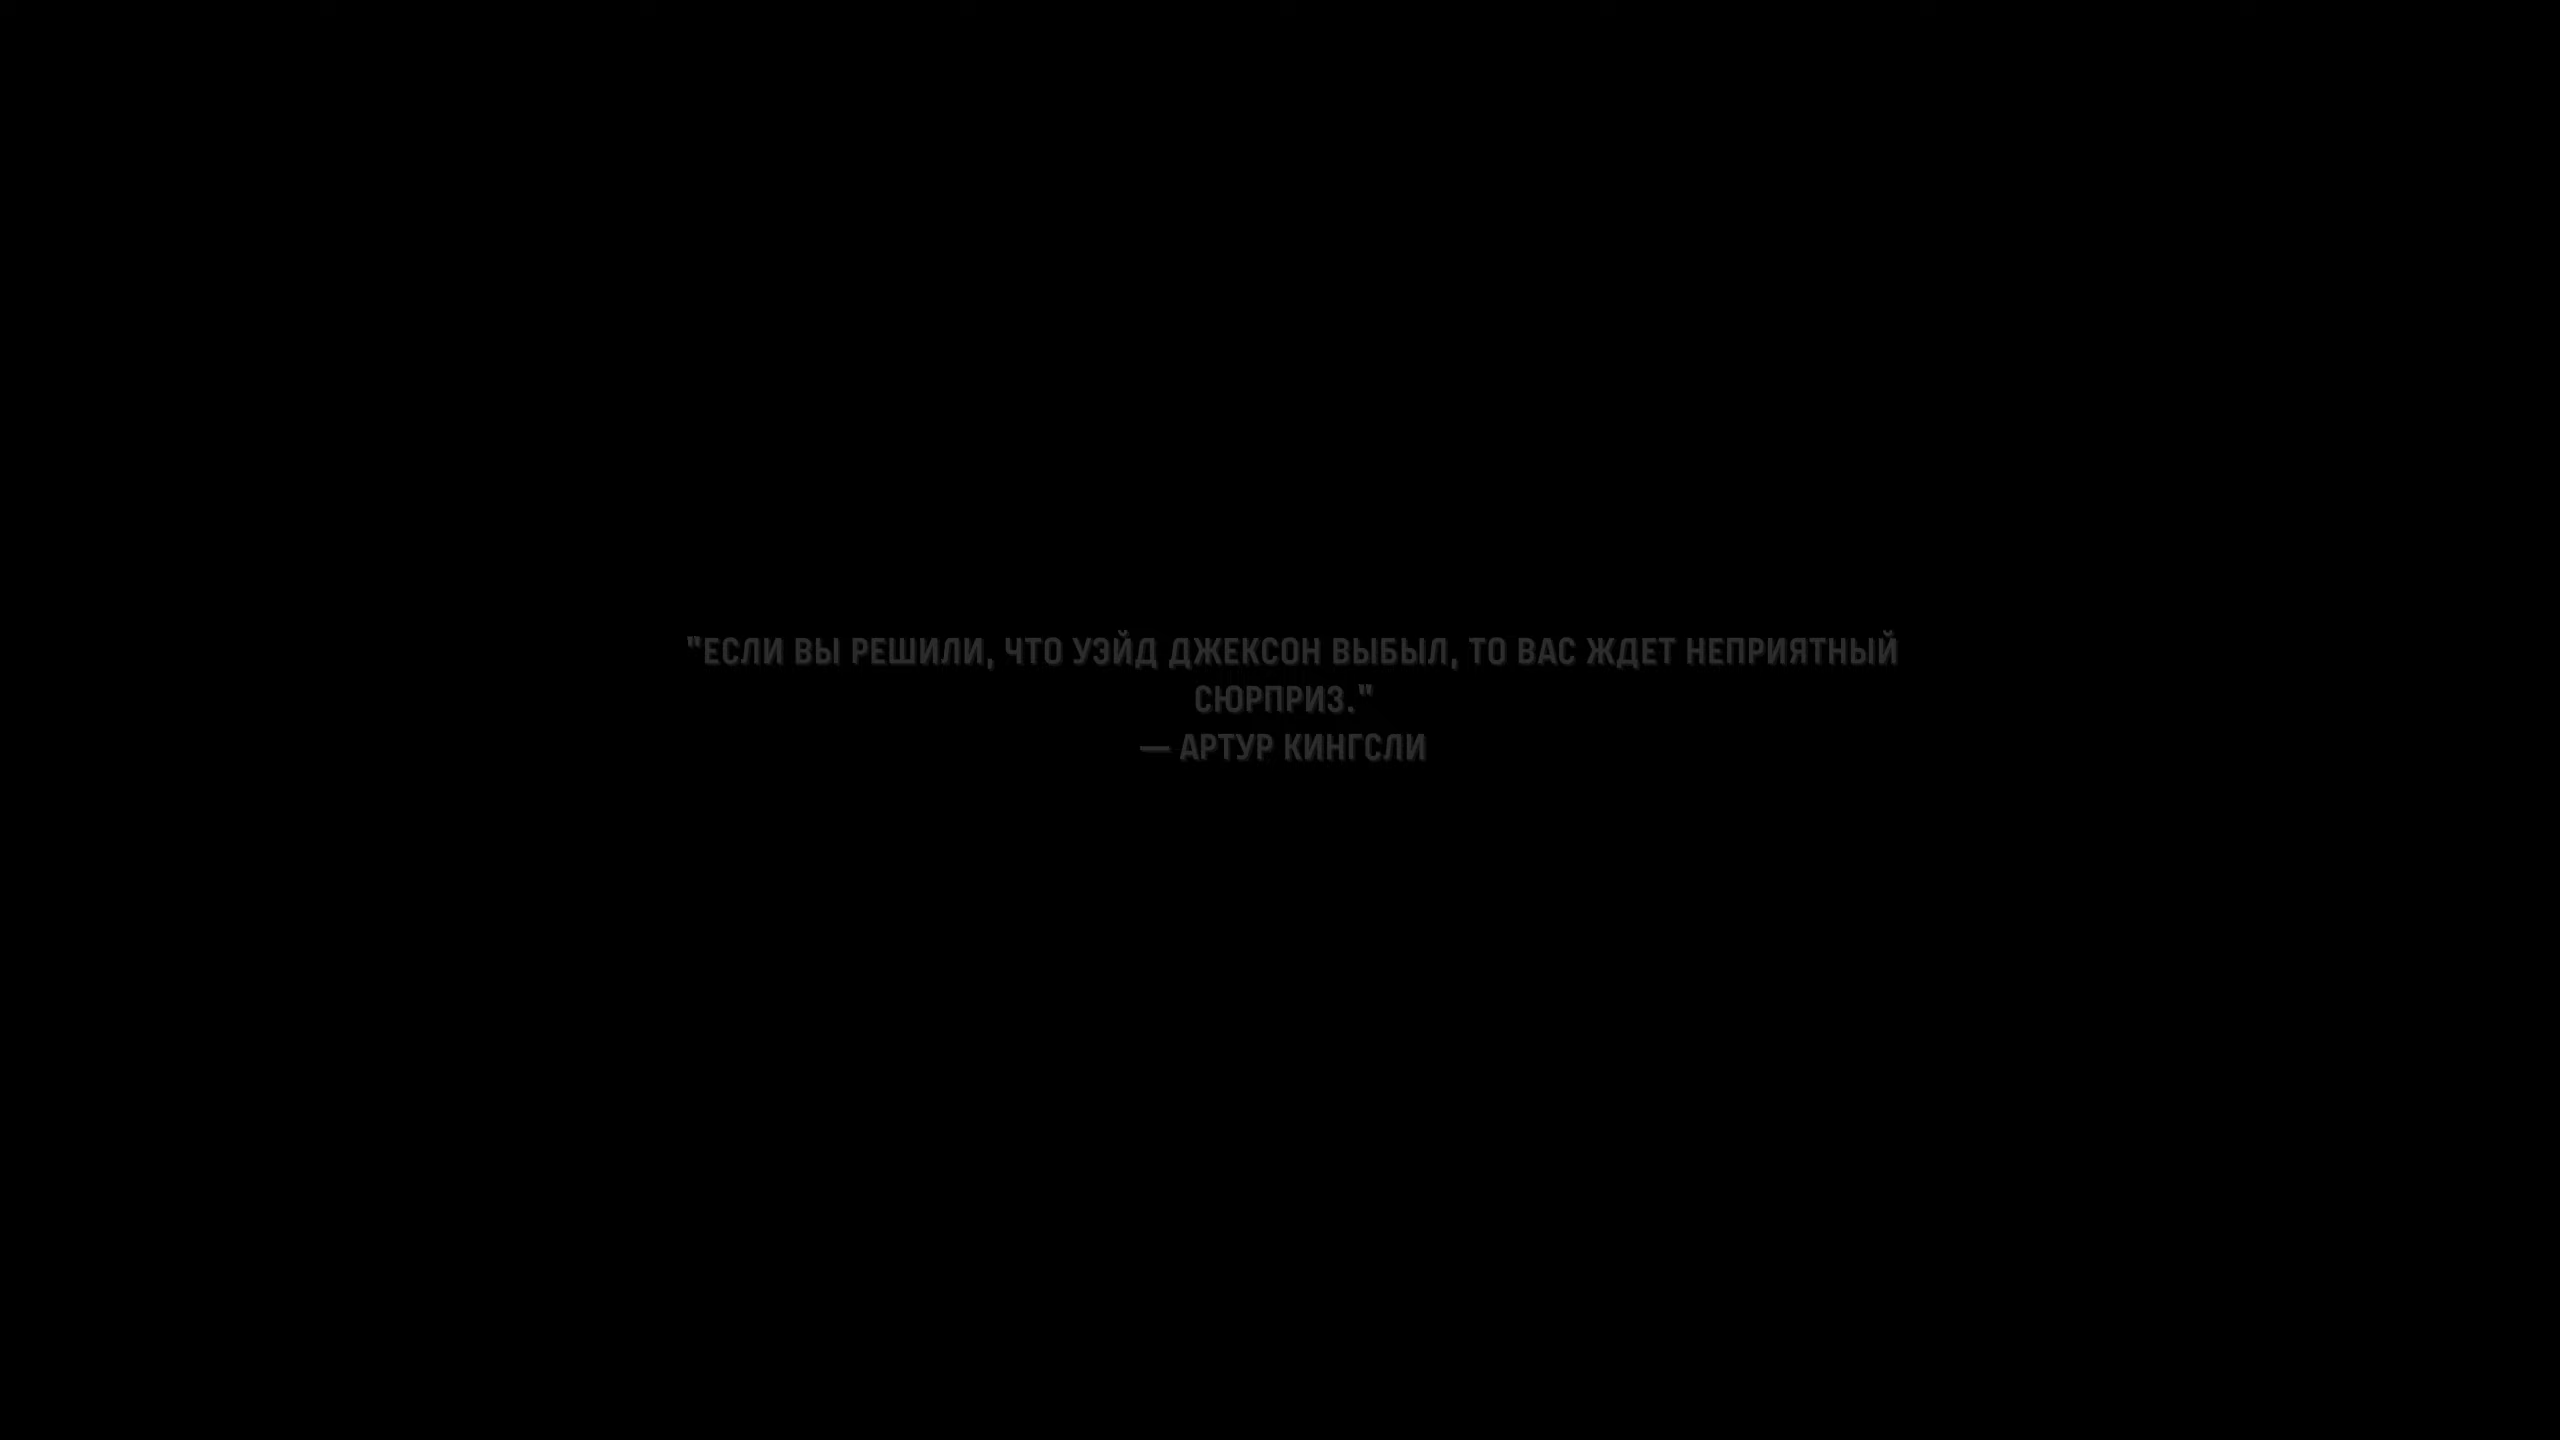 "ЕСЛИ ВЫ РЕШИЛИ, ЧТО УЭЙД ДЖЕКСОН ВЫБЫЛ, ТО ВАС ЖДЕТ НЕПРИЯТНЫЙ
СЮРПРИЗ."
— АРТУР КИНГСЛИ